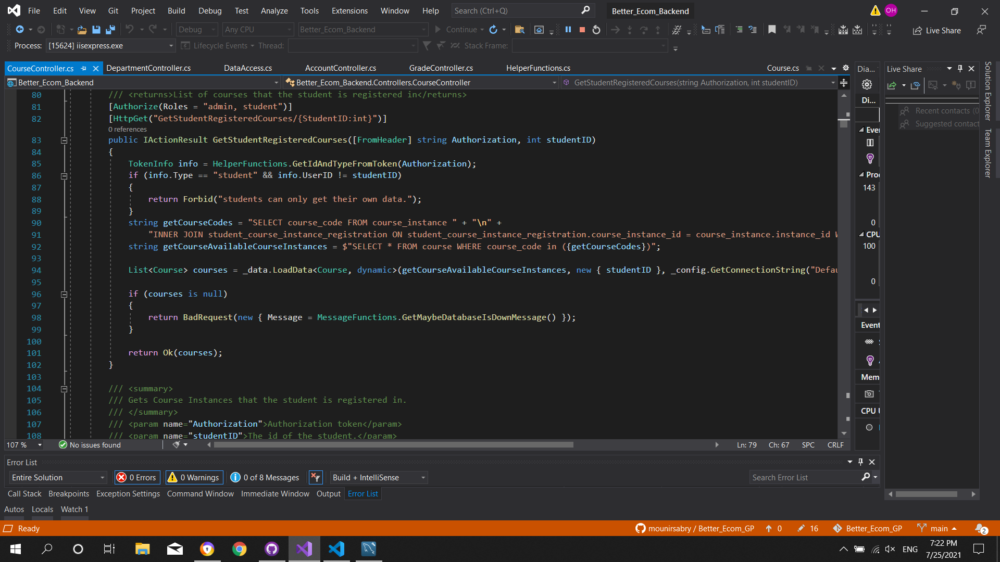 File Edit View Git Project Build Debug Test Analyze Tools Extensions Window Help Search (Ctrl+Q) Better_Ecom_Backend OH
Debug Any CPU Better_Ecom_Backend Continue Live Share
Process: [15624] iisexpress.exe Lifecycle Events Thread: Stack Frame:
CourseController.cs DepartmentController.cs DataAccess.cs AccountController.cs GradeController.cs HelperFunctions.cs Course.cs
Better_Ecom_Backend Better_Ecom_Backend.Controllers.CourseController GetStudentRegisteredCourses(string Authorization, int studentID)
80 /// <returns>List of courses that the student is registered in</returns>
81 [Authorize(Roles = "admin, student")]
82 [HttpGet("GetStudentRegisteredCourses/{StudentID:int}")]
0 references
83 public IActionResult GetStudentRegisteredCourses([FromHeader] string Authorization, int studentID)
84 {
85 TokenInfo info = HelperFunctions.GetIdAndTypeFromToken(Authorization);
86 if (info.Type == "student" && info.UserID != studentID)
87 {
88 return Forbid("students can only get their own data.");
89 }
90 string getCourseCodes = "SELECT course_code FROM course_instance " + "\n" +
91 "INNER JOIN student_course_instance_registration ON student_course_instance_registration.course_instance_id = course_instance.instance_id W
92 string getCourseAvailableCourseInstances = $"SELECT * FROM course WHERE course_code in ({getCourseCodes})";
93
94 List<Course> courses = _data.LoadData<Course, dynamic>(getCourseAvailableCourseInstances, new { studentID }, _config.GetConnectionString("Defau
95
96 if (courses is null)
97 {
98 return BadRequest(new { Message = MessageFunctions.GetMaybeDatabaseIsDownMessage() });
99 }
100
101 return Ok(courses);
102 }
103
104 /// <summary>
105 /// Gets Course Instances that the student is registered in.
106 /// </summary>
107 /// <param name="Authorization">Authorization token</param>
108 /// <param name="studentID">The id of the student.</param>
107 % No issues found Ln: 79 Ch: 67 SPC CRLF
Dia...
Di...
Ever
Proc
143
0
CPU
100
0
Event
Mem
CPU U
Live Share
Recent contacts (0
Suggested contact
Solution Explorer
Team Explorer
Error List
Entire Solution 0 Errors 0 Warnings 0 of 8 Messages Build + IntelliSense Search Error List
Call Stack Breakpoints Exception Settings Command Window Immediate Window Output Error List
Autos Locals Watch 1
Ready mounirsabry / Better_Ecom_GP 0 16 Better_Ecom_GP main 2
ENG 7:22 PM
7/25/2021